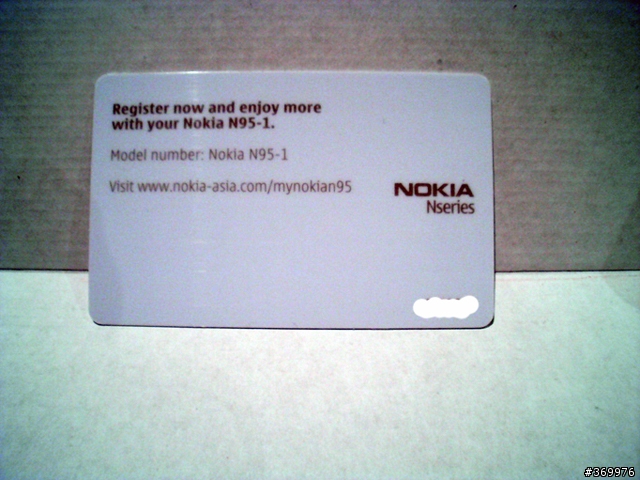 Register now and enjoy more
with your Nokia N95-1.
Model number: Nokia N95-1
Visit www.nokia-asia.com/mynokian95
NOKIA
Nseries
#369976